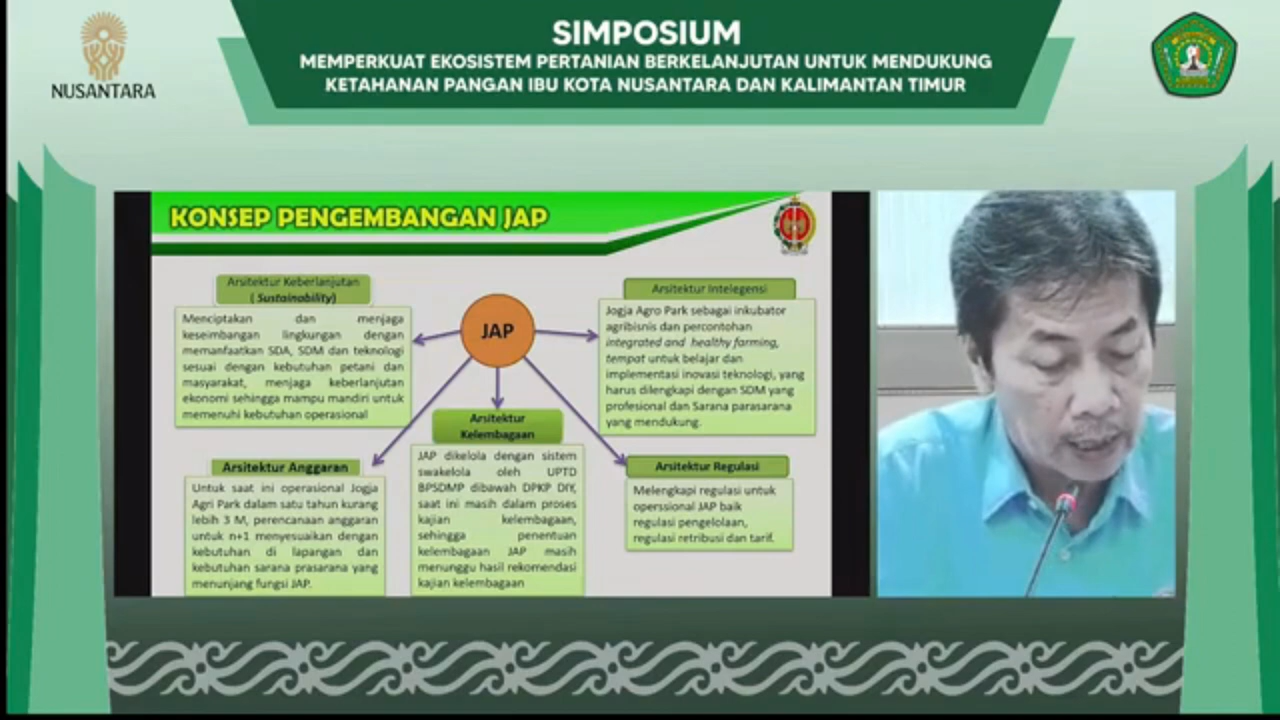 SIMPOSIUM
MEMPERKUAT EKOSISTEM PERTANIAN BERKELANJUTAN UNTUK MENDUKUNG
KETAHANAN PANGAN IBU KOTA NUSANTARA DAN KALIMANTAN TIMUR
NUSANTARA
KONSEP PENGEMBANGAN JAP
Arsitektur Keberlanjutan
( Sustainability)
Menciptakan dan menjaga
keseimbangan lingkungan dengan
memanfaatkan SDA, SDM dan teknologi
sesuai dengan kebutuhan petani dan
masyarakat, menjaga keberlanjutan
ekonomi sehingga mampu mandiri untuk
memenuhi kebutuhan operasional
JAP
Arsitektur Intelegensi
Jogja Agro Park sebagai inkubator
agribisnis dan percontohan
integrated and healthy farming,
tempat untuk belajar dan
implementasi inovasi teknologi, yang
harus dilengkapi dengan SDM yang
profesional dan Sarana parasarana
yang mendukung.
Arsitektur Anggaran
Untuk saat ini operasional Jogja
Agri Park dalam satu tahun kurang
lebih 3 M, perencanaan anggaran
untuk n+1 menyesuaikan dengan
kebutuhan di lapangan dan
kebutuhan sarana prasarana yang
menunjang fungsi JAP.
Arsitektur
Kelembagaan
JAP dikelola dengan sistem
swakelola oleh UPTD
BPSDMP dibawah DPKP DIY,
saat ini masih dalam proses
kajian kelembagaan,
sehingga penentuan
kelembagaan JAP masih
menunggu hasil rekomendasi
kajian kelembagaan
Arsitektur Regulasi
Melengkapi regulasi untuk
operssional JAP baik
regulasi pengelolaan,
regulasi retribusi dan tarif.